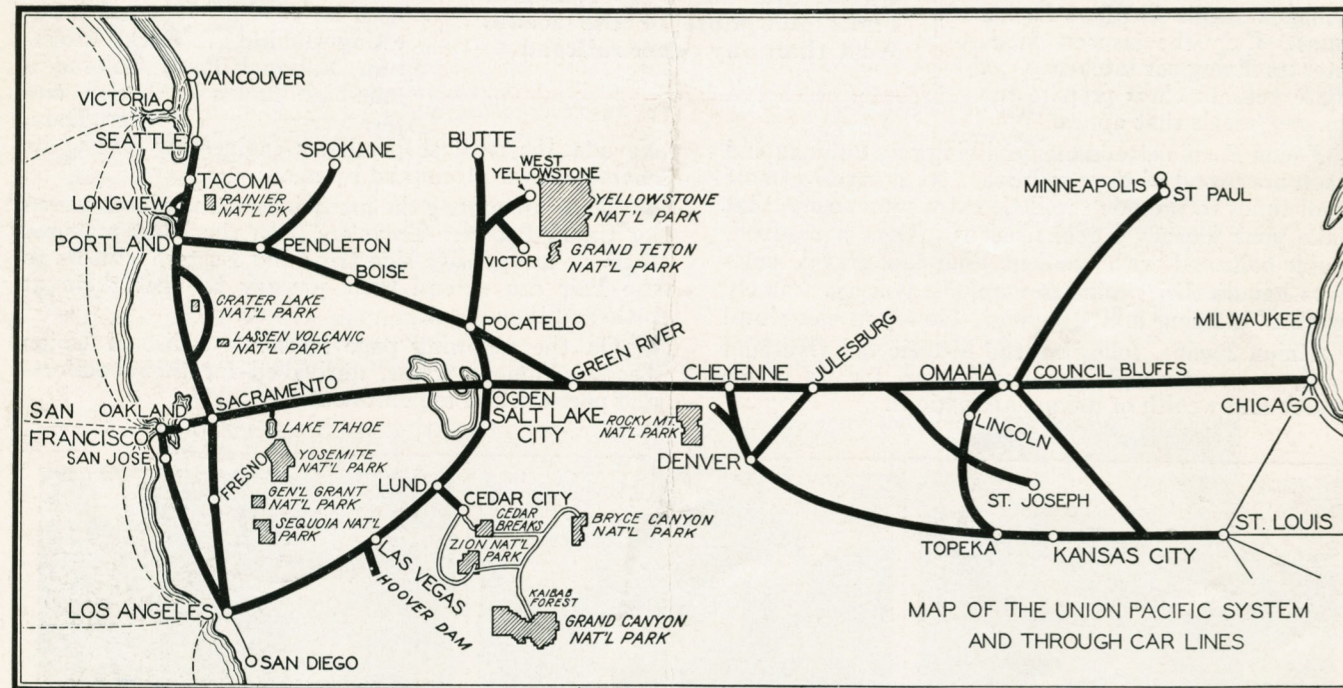 VANCOUVER
VICTORIA
SEATTLE
SPOKANE
BUTTE
WEST
YELLOWSTONE
TACOMA
RAINIER
NAT'L P'K
LONGVIEW
YELLOWSTONE
NAT'L PARK
MINNEAPOLIS
ST PAUL
PORTLAND
PENDLETON
VICTOR
GRAND TETON
NAT'L PARK
BOISE
CRATER LAKE
NAT'L PARK
LASSEN VOLCANIC
NAT'L PARK
POCATELLO
GREEN RIVER
MILWAUKEE
SACRAMENTO
CHEYENNE
JULESBURG
OMAHA
COUNCIL BLUFFS
CHICAGO
OGDEN
SALT LAKE
CITY
SAN
FRANCISCO
OAKLAND
SAN JOSE
LAKE TAHOE
ROCKY MT.
NAT'L PARK
LINCOLN
YOSEMITE
NAT'L PARK
FRESNO
DENVER
LUND
CEDAR CITY
ST. JOSEPH
GEN'L GRANT
NAT'L PARK
SEQUOIA NAT'L
PARK
CEDAR
BREAKS
BRYCE CANYON
NAT'L PARK
ZION NAT'L
PARK
TOPEKA
KANSAS CITY
ST. LOUIS
LAS VEGAS
HOOVER DAM
KAIBAB
FOREST
GRAND CANYON
NAT'L PARK
LOS ANGELES
SAN DIEGO
MAP OF THE UNION PACIFIC SYSTEM
AND THROUGH CAR LINES